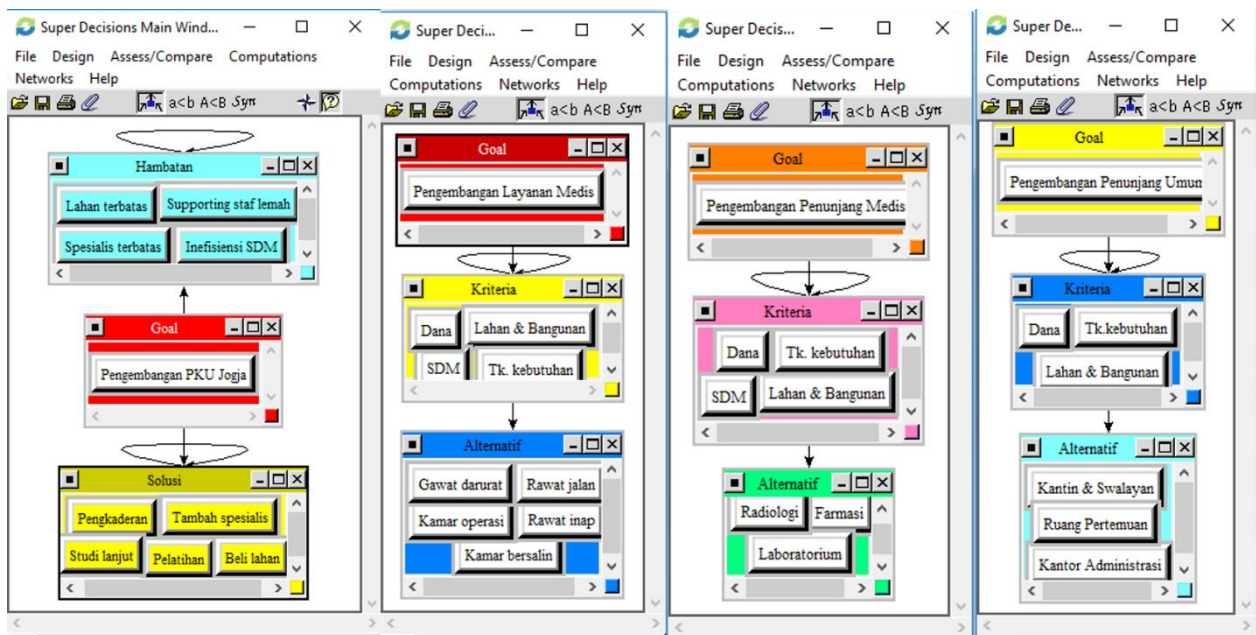 Super Decisions Main Wind...
File Design Assess/Compare Computations
Networks Help
a<b A<B Syn
Hambatan
Lahan terbatas Supporting staf lemah
Spesialis terbatas Inefisiensi SDM
Goal
Pengembangan PKU Jogja
Solusi
Pengkaderan Tambah spesialis
Studi lanjut Pelatihan Beli lahan
Super Deci...
File Design Assess/Compare
Computations Networks Help
a<b A<B Syn
Goal
Pengembangan Layanan Medis
Kriteria
Dana Lahan & Bangunan
SDM Tk. kebutuhan
Alternatif
Gawat darurat Rawat jalan
Kamar operasi Rawat inap
Kamar bersalin
Super Decis...
File Design Assess/Compare
Computations Networks Help
a<b A<B Syn
Goal
Pengembangan Penunjang Medis
Kriteria
Dana Tk. kebutuhan
SDM Lahan & Bangunan
Alternatif
Radiologi Farmasi
Laboratorium
Super De...
File Design Assess/Compare
Computations Networks Help
a<b A<B Syn
Goal
Pengembangan Penunjang Umun
Kriteria
Dana Tk.kebutuhan
Lahan & Bangunan
Alternatif
Kantin & Swalayan
Ruang Pertemuan
Kantor Administrasi